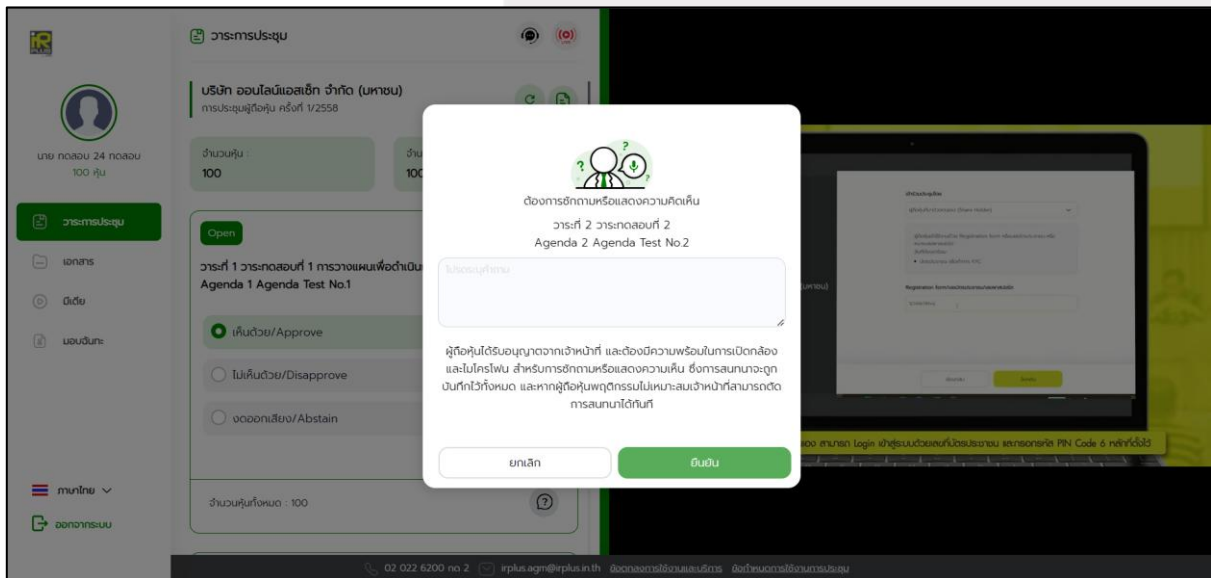 iR
PLUS
นาย ทดสอบ 24 ทดสอบ
100 หุ้น
วาระการประชุม
เอกสาร
มีเดีย
มอบฉันทะ
ภาษาไทย
ออกจากระบบ
วาระการประชุม
LIVE
บริษัท ออนไลน์แอสเซ็ท จำกัด (มหาชน)
การประชุมผู้ถือหุ้น ครั้งที่ 1/2558
จำนวนหุ้น :
100
จำน
100
Open
วาระที่ 1 วาระทดสอบที่ 1 การวางแผนเพื่อดำเนิน
Agenda 1 Agenda Test No.1
เห็นด้วย/Approve
ไม่เห็นด้วย/Disapprove
งดออกเสียง/Abstain
จำนวนหุ้นทั้งหมด : 100
ต้องการซักถามหรือแสดงความคิดเห็น
วาระที่ 2 วาระทดสอบที่ 2
Agenda 2 Agenda Test No.2
โปรดระบุคำถาม
ผู้ถือหุ้นได้รับอนุญาตจากเจ้าหน้าที่ และต้องมีความพร้อมในการเปิดกล้อง
และไมโครโฟน สำหรับการซักถามหรือแสดงความเห็น ซึ่งการสนทนาจะถูก
บันทึกไว้ทั้งหมด และหากผู้ถือหุ้นพฤติกรรมไม่เหมาะสมเจ้าหน้าที่สามารถตัด
การสนทนาได้ทันที
ยกเลิก
ยืนยัน
(มหาชน)
สามารถ Login เข้าสู่ระบบด้วยเลขที่บัตรประชาชน และกรอกรหัส PIN Code 6 หลักที่ตั้งไว้
02 022 6200 กด 2 irplus.agm@irplus.in.th ข้อตกลงการใช้งานและบริการ ข้อกำหนดการใช้งานการประชุม